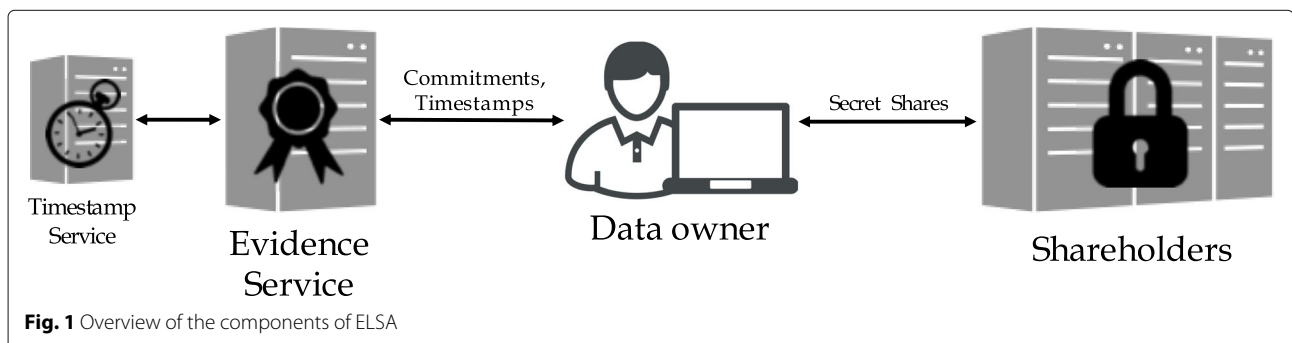 Timestamp
Service
Evidence
Service
Commitments,
Timestamps
Data owner
Secret Shares
Shareholders
Fig. 1 Overview of the components of ELSA